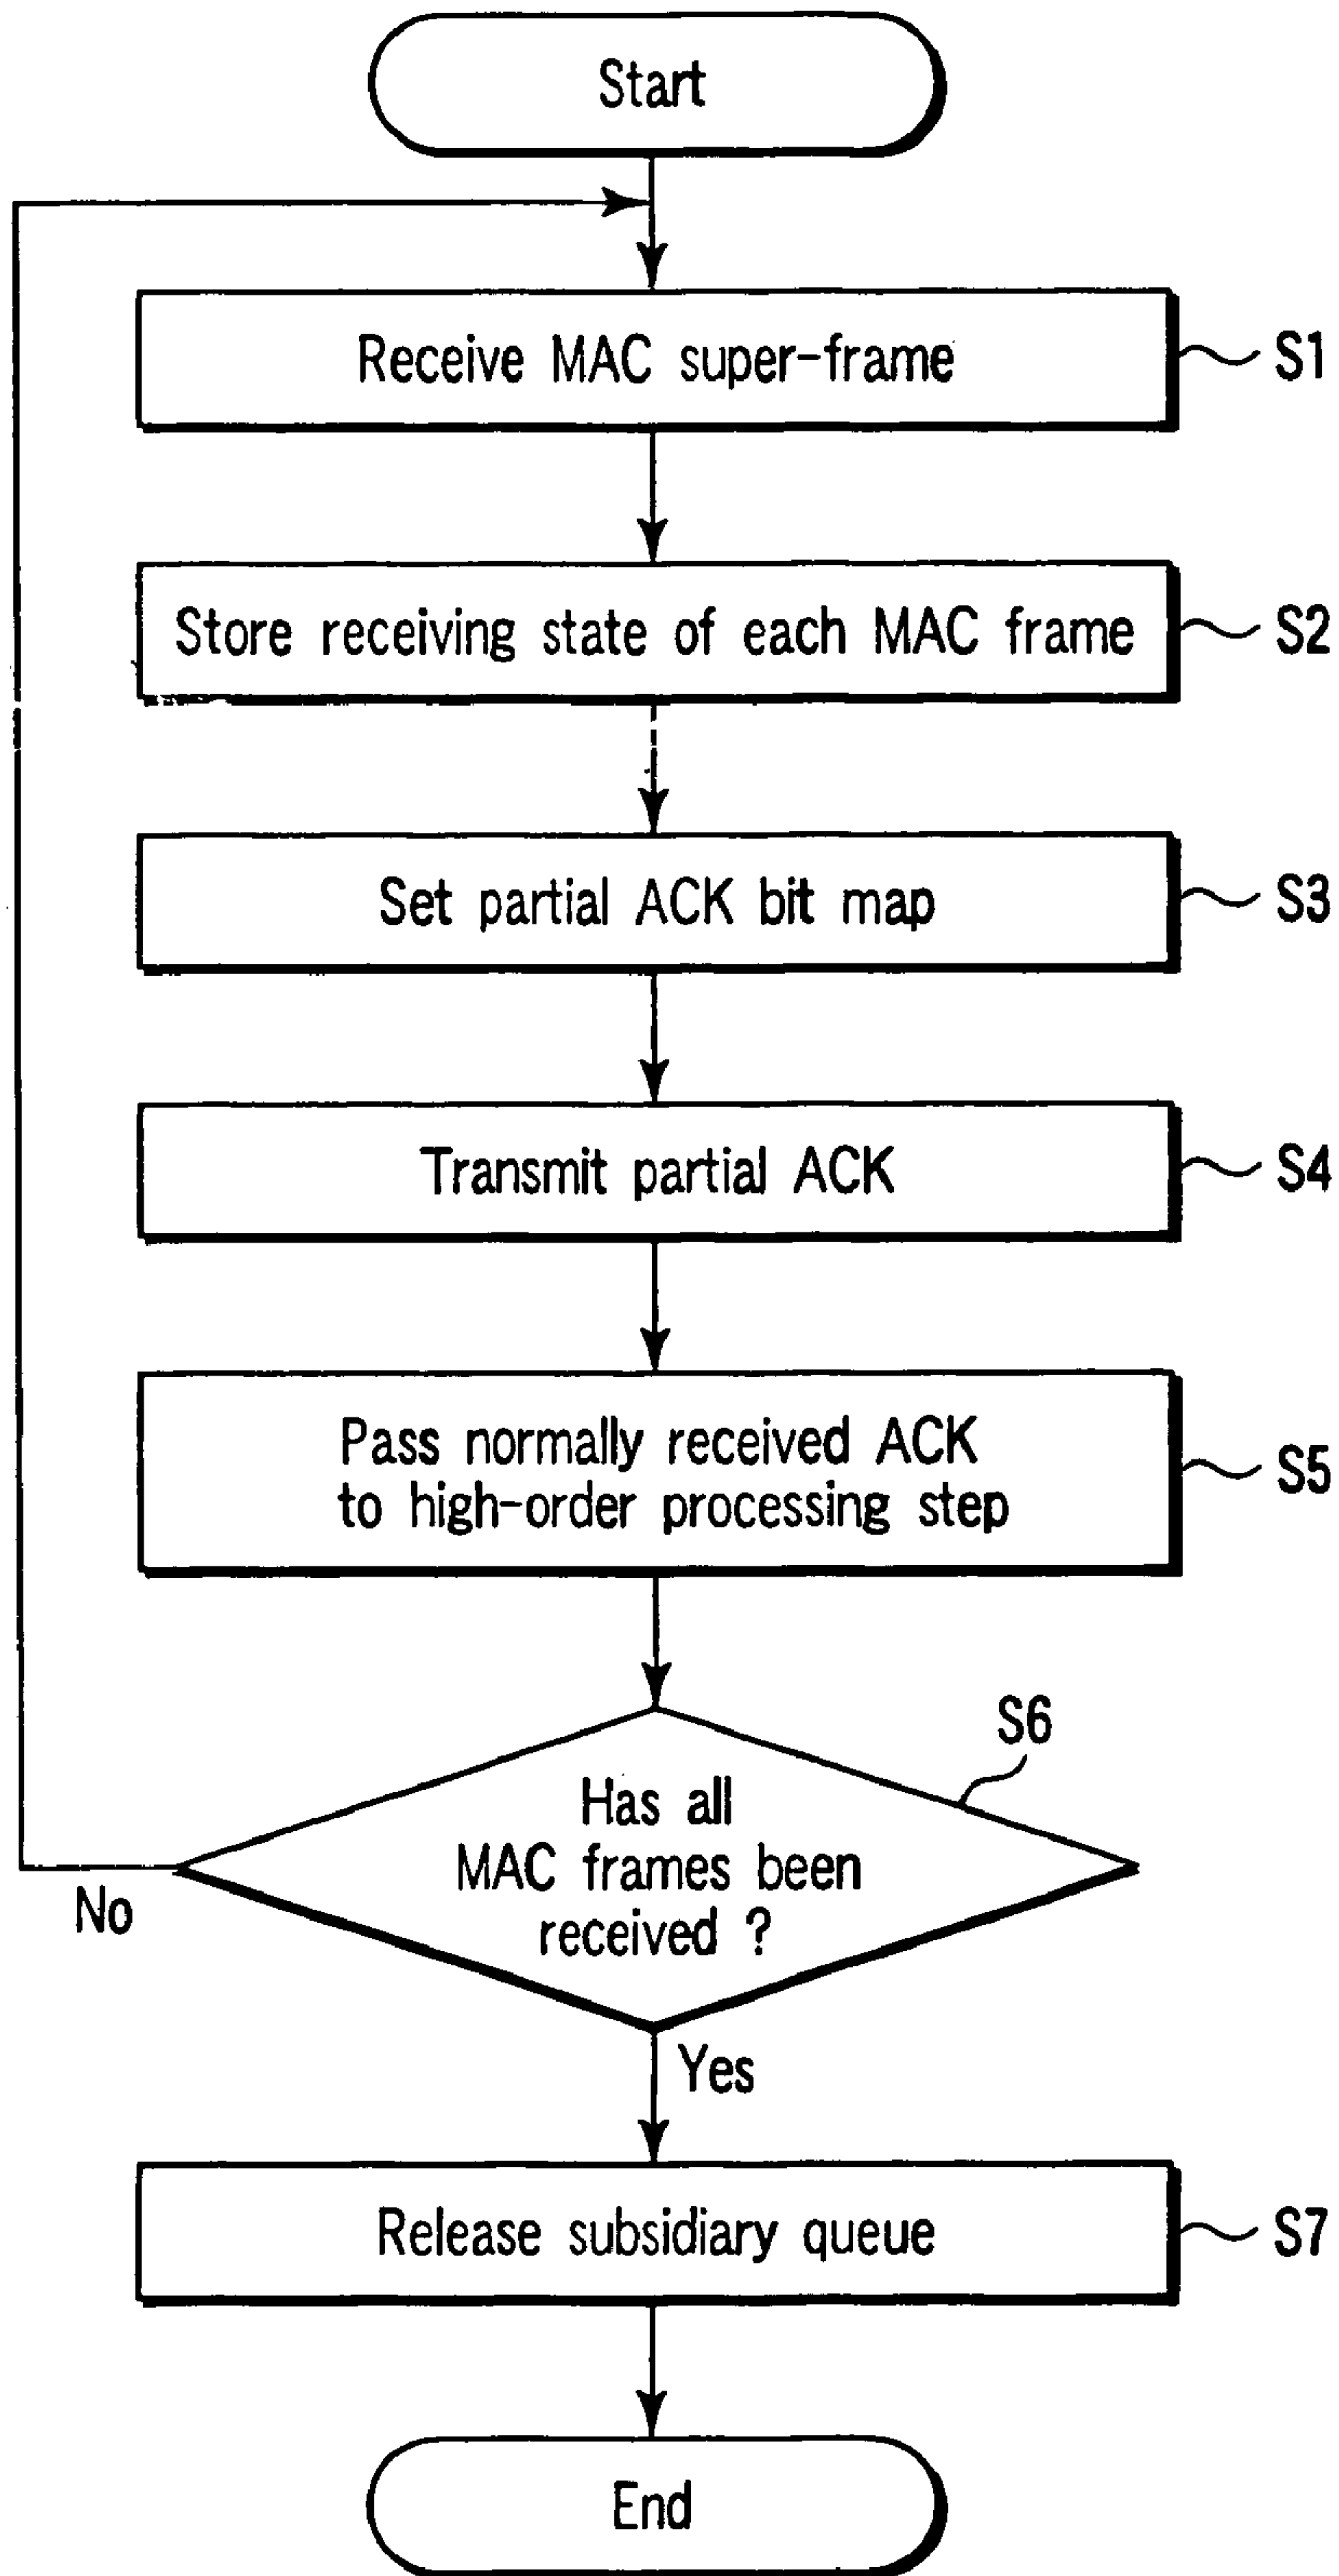 Start
Receive MAC super-frame
S1
Store receiving state of each MAC frame
S2
Set partial ACK bit map
S3
Transmit partial ACK
S4
Pass normally received ACK
to high-order processing step
S5
S6
Has all
MAC frames been
received ?
No
Yes
Release subsidiary queue
S7
End